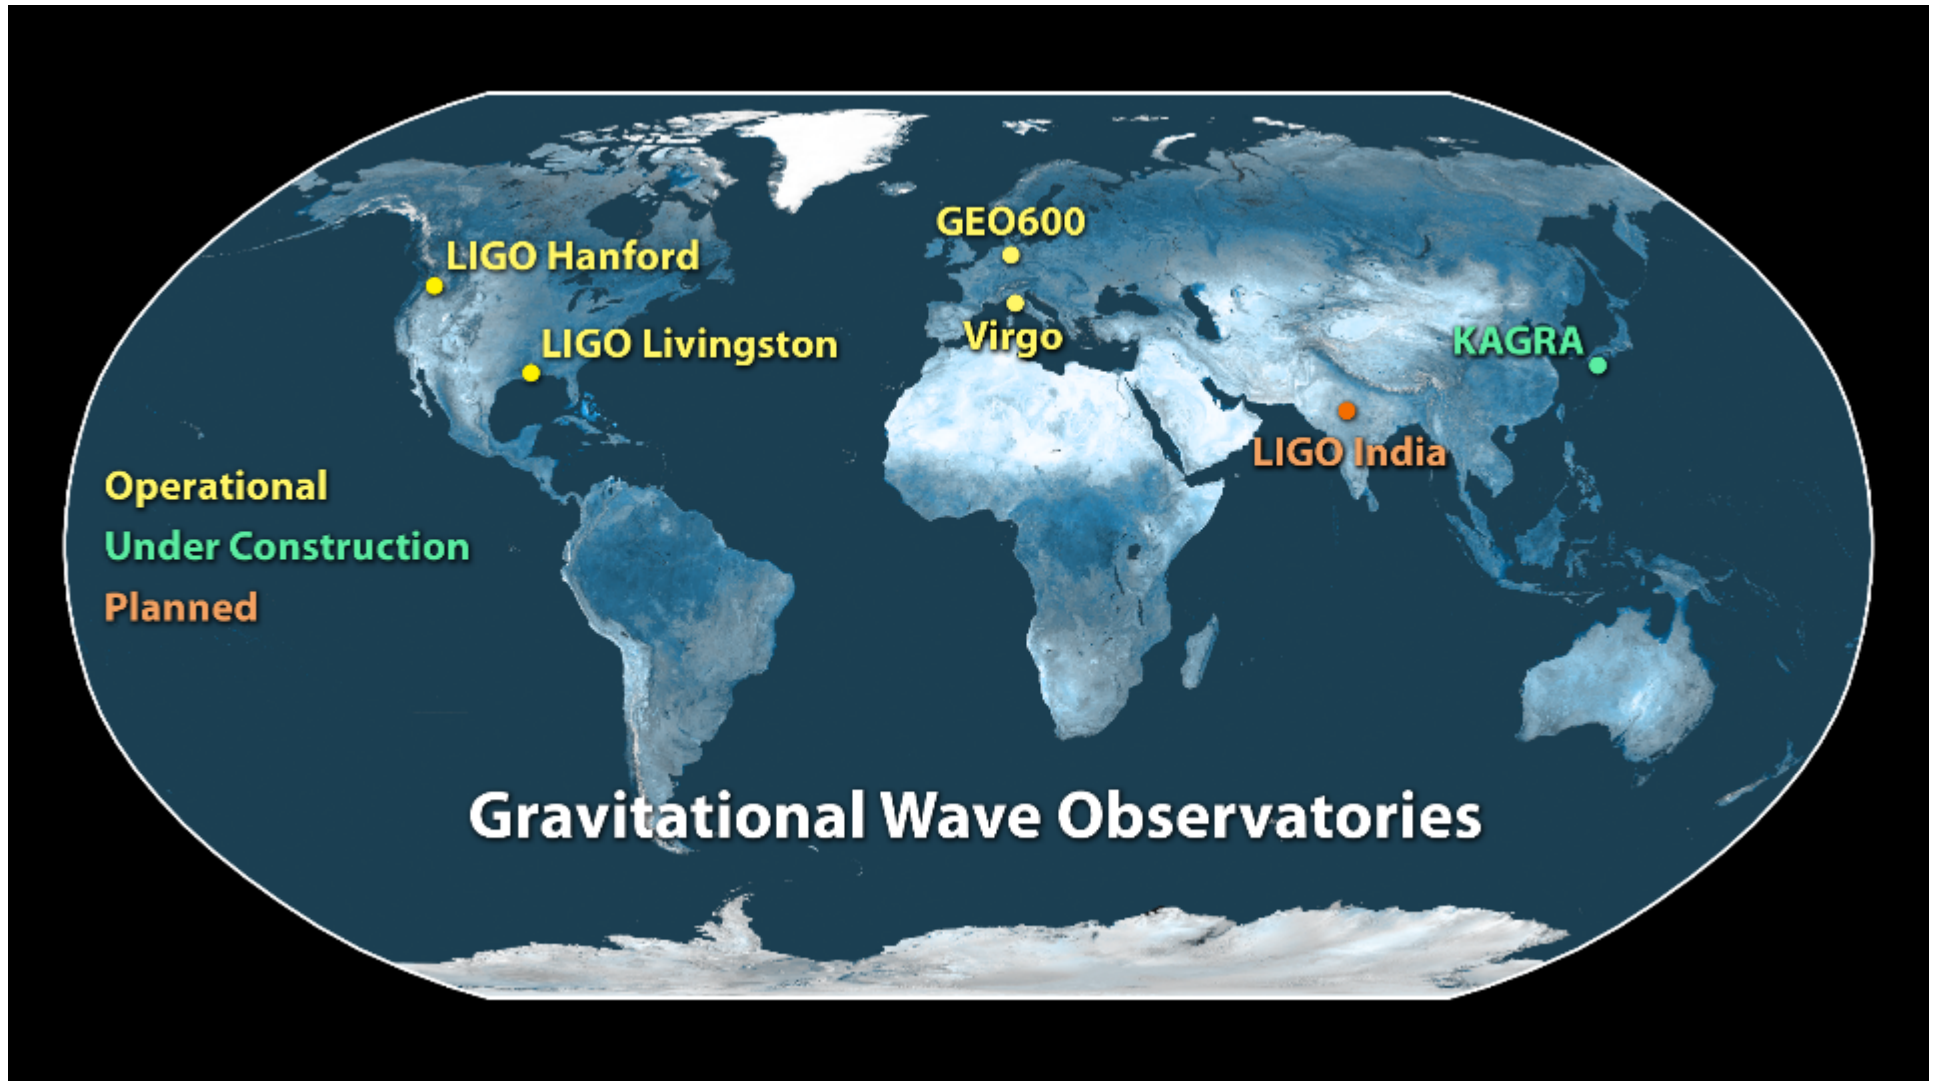 GEO600
LIGO Hanford
Virgo
LIGO Livingston
KAGRA
LIGO India
Operational
Under Construction
Planned
Gravitational Wave Observatories